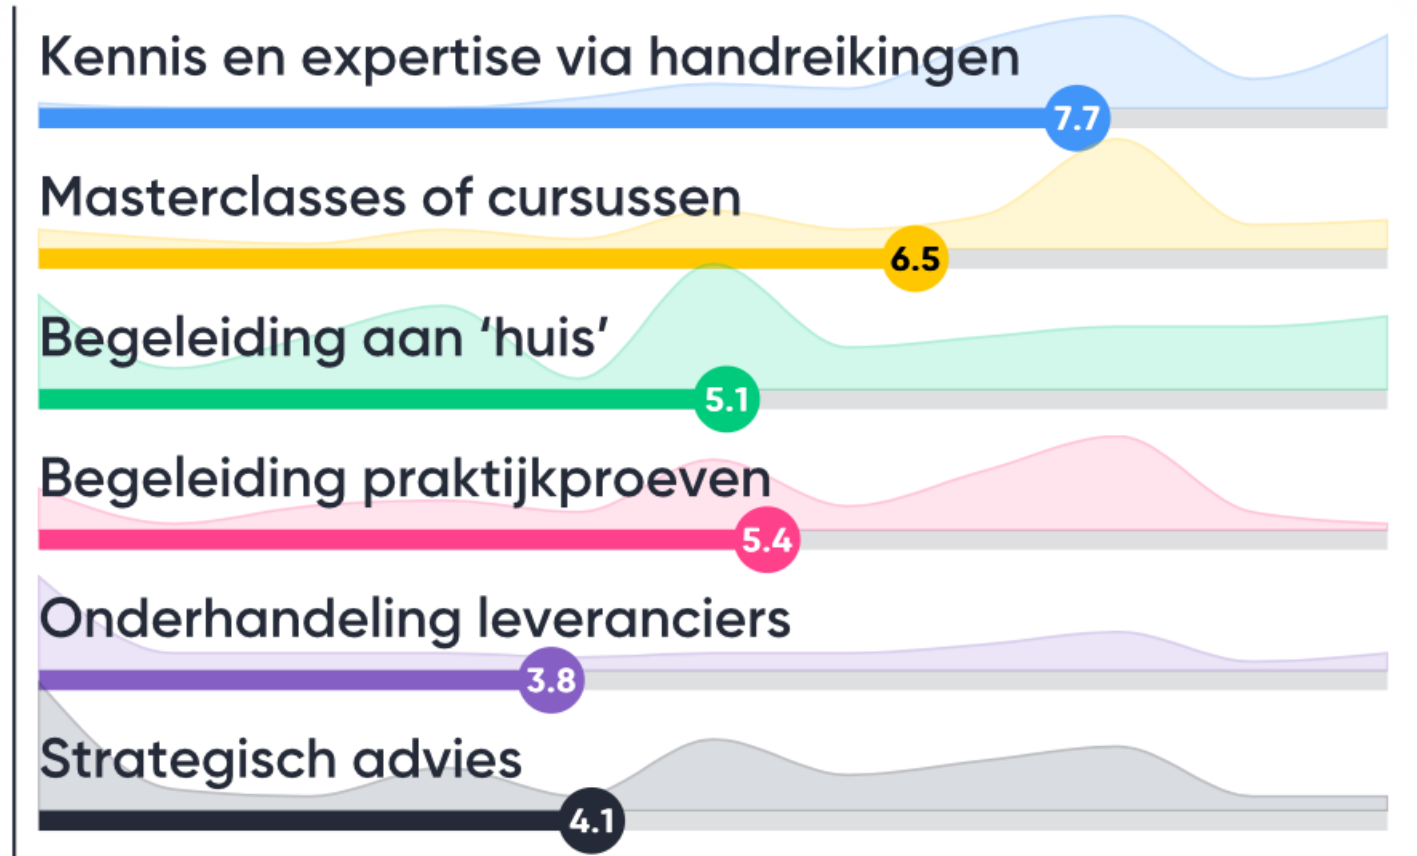 Kennis en expertise via handreikingen
7.7
Masterclasses of cursussen
6.5
Begeleiding aan ‘huis’
5.1
Begeleiding praktijkproeven
5.4
Onderhandeling leveranciers
3.8
Strategisch advies
4.1